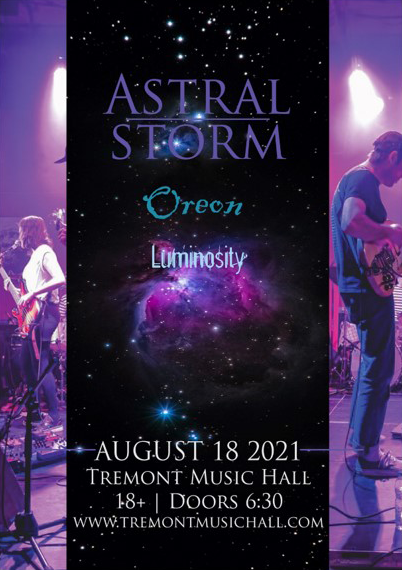 ASTRAL
STORM
Oreon
Luminosity
AUGUST 18 2021
TREMONT MUSIC HALL
18+ | DOORS 6:30
WWW.TREMONTMUSICHALL.COM